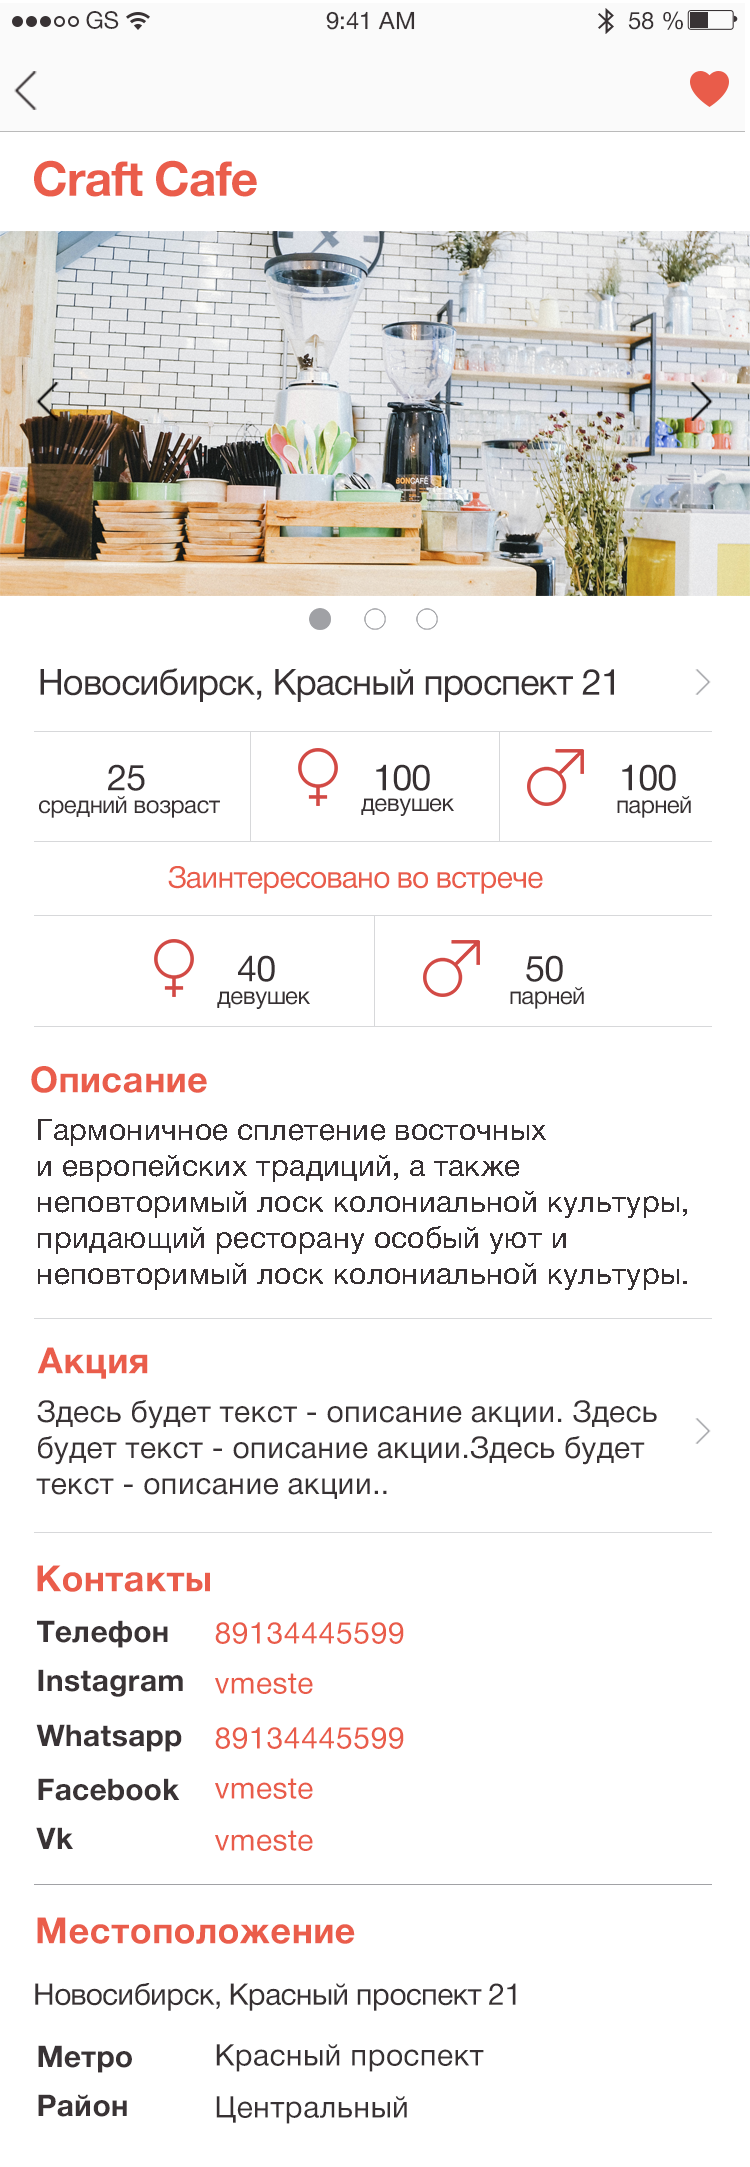 GS 9:41 AM 58 %
Craft Cafe
BONCAFÉ
Новосибирск, Красный проспект 21
25 100 100
средний возраст девушек парней
Заинтересовано во встрече
40 50
девушек парней
Описание
Гармоничное сплетение восточных
и европейских традиций, а также
неповторимый лоск колониальной культуры,
придающий ресторану особый уют и
неповторимый лоск колониальной культуры.
Акция
Здесь будет текст - описание акции. Здесь
будет текст - описание акции.Здесь будет
текст - описание акции..
Контакты
Телефон 89134445599
Instagram vmeste
Whatsapp 89134445599
Facebook vmeste
Vk vmeste
Местоположение
Новосибирск, Красный проспект 21
Метро Красный проспект
Район Центральный